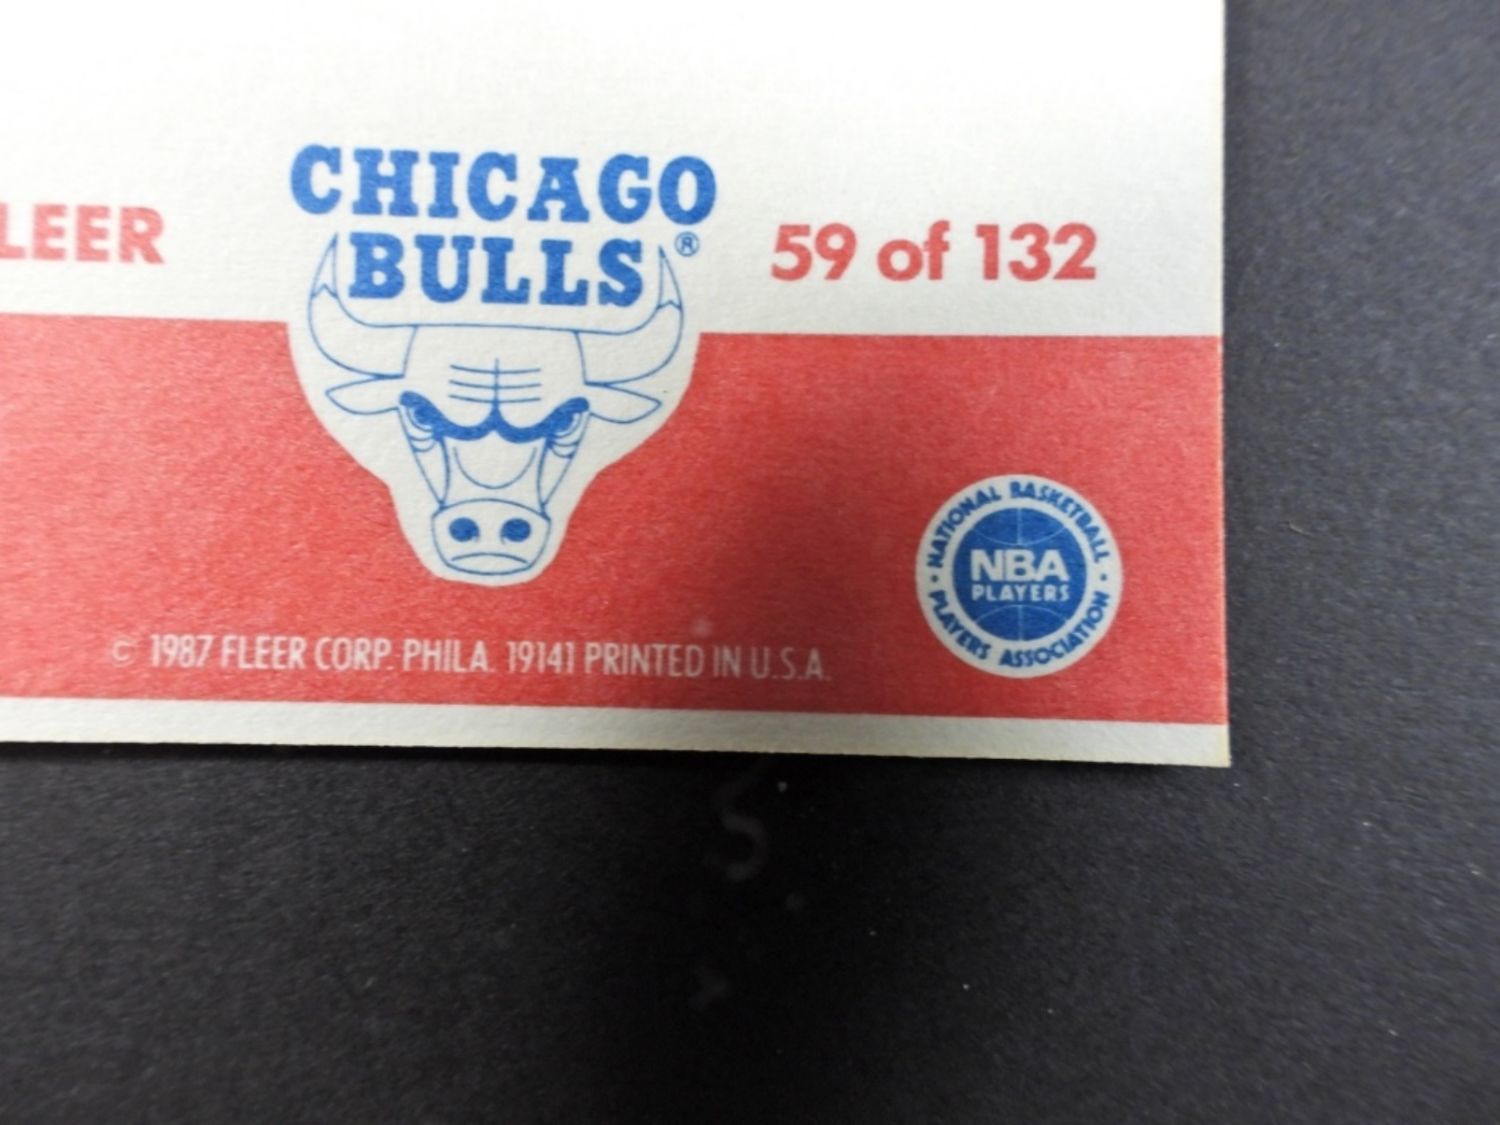 CHICAGO
BULLS®
LEER
59 of 132
NATIONAL BASKETBALL
NBA
PLAYERS
PLAYERS ASSOCIATION
© 1987 FLEER CORP. PHILA. 19141 PRINTED IN U.S.A.